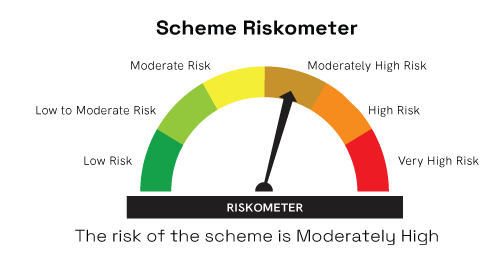 Scheme Riskometer
Moderate Risk
Moderately High Risk
Low to Moderate Risk
High Risk
Low Risk
Very High Risk
RISKOMETER
The risk of the scheme is Moderately High